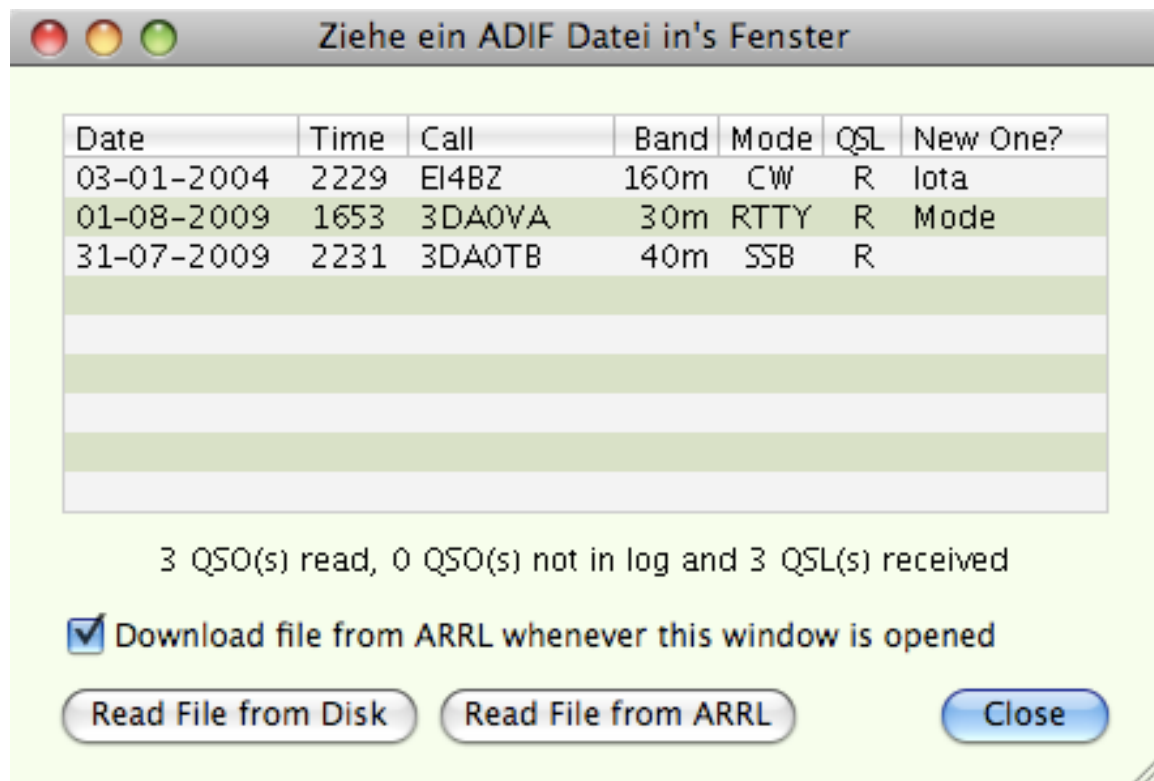 Ziehe ein ADIF Datei in's Fenster
Date Time Call Band Mode QSL New One?
03-01-2004 2229 EI4BZ 160m CW R Iota
01-08-2009 1653 3DA0VA 30m RTTY R Mode
31-07-2009 2231 3DA0TB 40m SSB R
3 QSO(s) read, 0 QSO(s) not in log and 3 QSL(s) received
Download file from ARRL whenever this window is opened
Read File from Disk Read File from ARRL Close